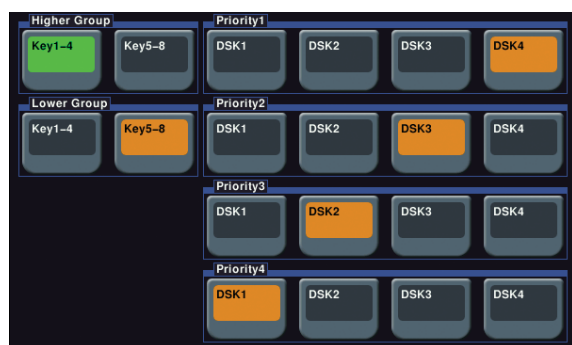 Higher Group
Priority1
Key1–4 Key5–8 DSK1 DSK2 DSK3 DSK4
Lower Group
Priority2
Key1–4 Key5–8 DSK1 DSK2 DSK3 DSK4
Priority3
DSK1 DSK2 DSK3 DSK4
Priority4
DSK1 DSK2 DSK3 DSK4